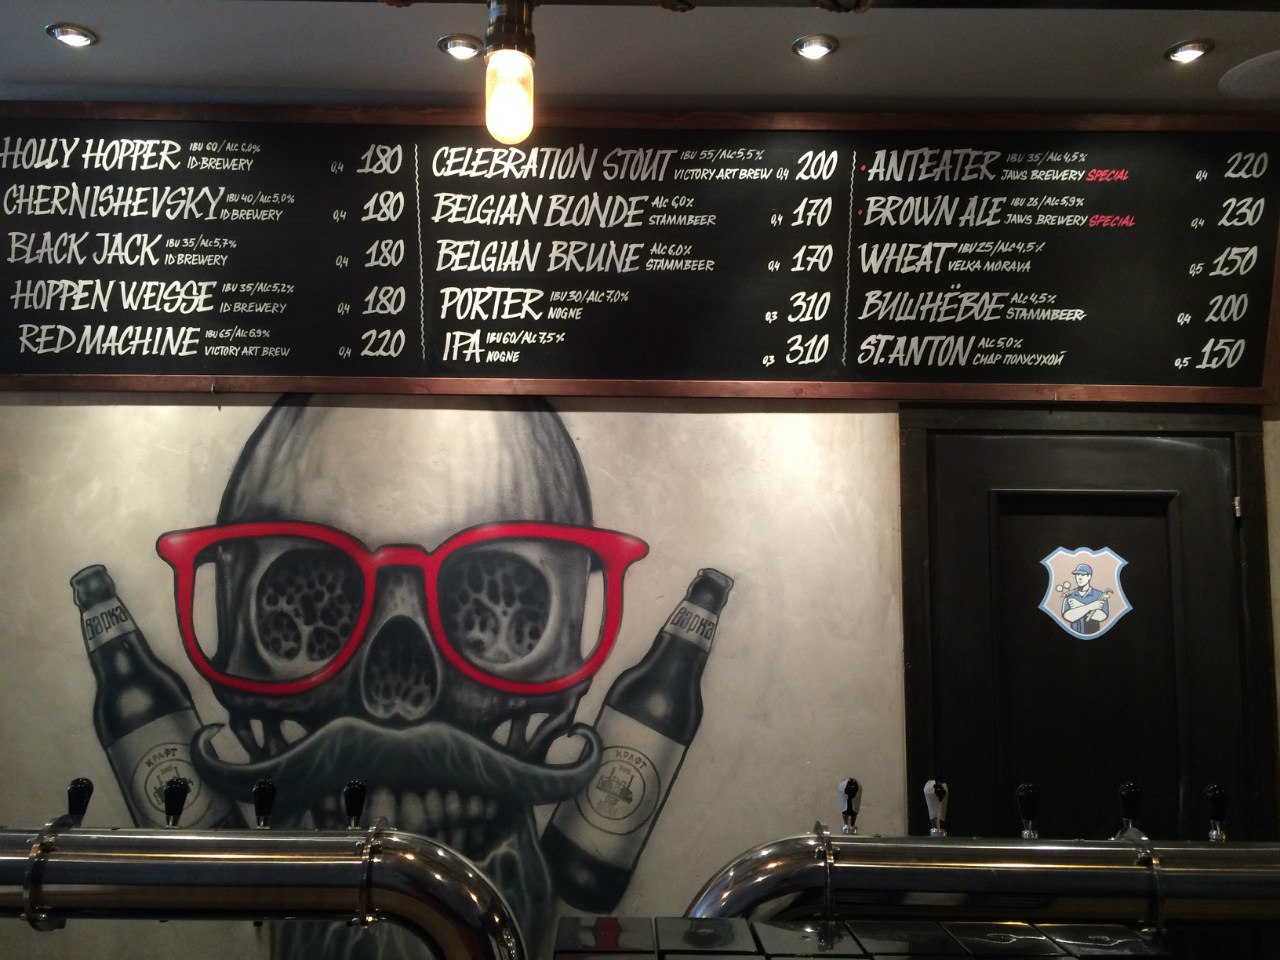 HOLLY HOPPER IBU 60/Alc 6,0% ID-BREWERY 0,4 180
CHERNISHEVSKY IBU 40/Alc 5,0% ID BREWERY 0,4 180
BLACK JACK IBU 35/Alc 5,7% ID BREWERY 0,4 180
HOPPEN WEISSE IBU 35/Alc 5,2% ID BREWERY 0,4 180
RED MACHINE IBU 65/Alc 6.9% VICTORY ART BREW 0,4 220
CELEBRATION STOUT IBU 55/Alc 5,5% VICTORY ART BREW 0,4 200
BELGIAN BLONDE Alc 6,0% STAMMBEER 0,4 170
BELGIAN BRUNE Alc 6.0% STAMMBEER 0,4 170
PORTER IBU 30/Alc 7,0% NOGNE 0,3 310
IPA IBU 60/Alc 7,5% NOGNE 0,3 310
ANTEATER IBU 35/Alc 4,5% JAWS BREWERY SPECIAL 0,4 220
BROWN ALE IBU 26/Alc 5,9% JAWS BREWERY SPECIAL 0,4 230
WHEAT IBU 25/Alc 4,5% VELKA MORAVA 0,5 150
ВИШНЁВОЕ Alc 4,5% STAMMBEER 0,4 200
ST. ANTON Alc 5,0% СИДР ПОЛУСУХОЙ 0,5 150
Варка
Варка
КРАФТ
КРАФТ